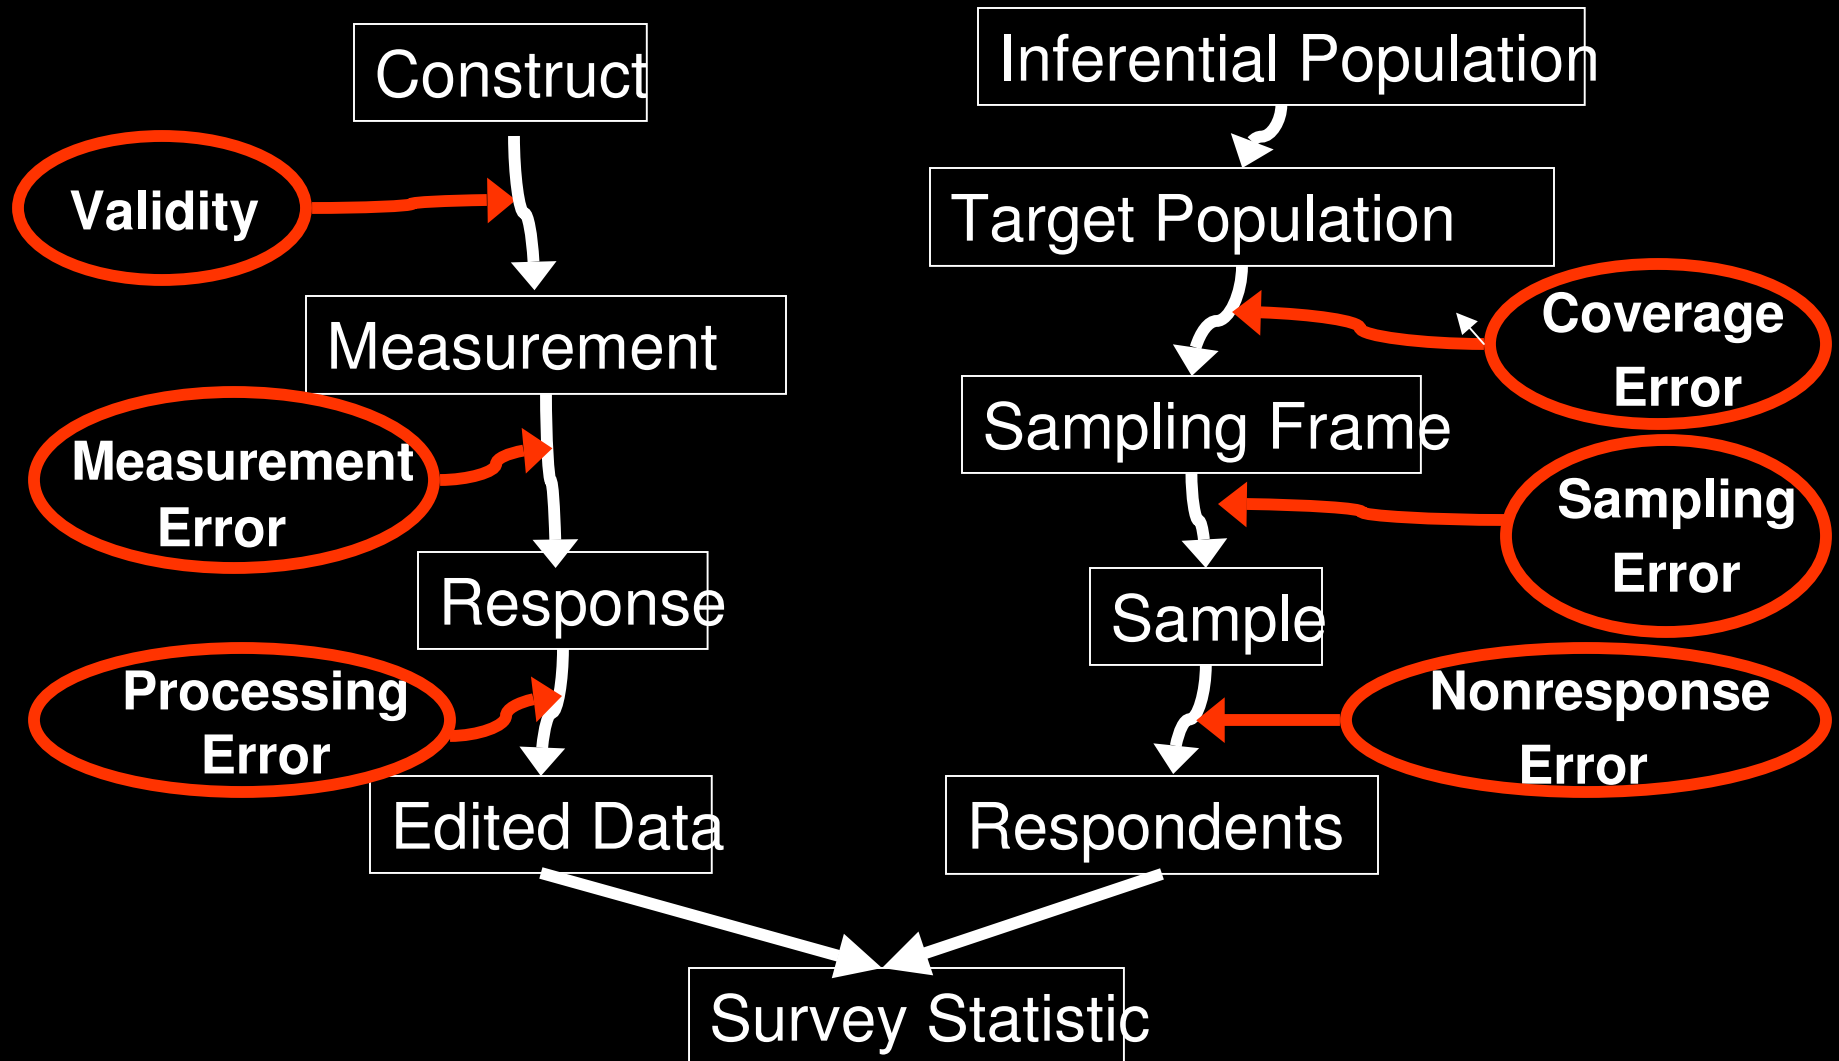 Construct
Inferential Population
Validity
Target Population
Measurement
Coverage
Error
Sampling Frame
Measurement
Error
Sampling
Error
Response
Sample
Processing
Error
Nonresponse
Error
Edited Data
Respondents
Survey Statistic